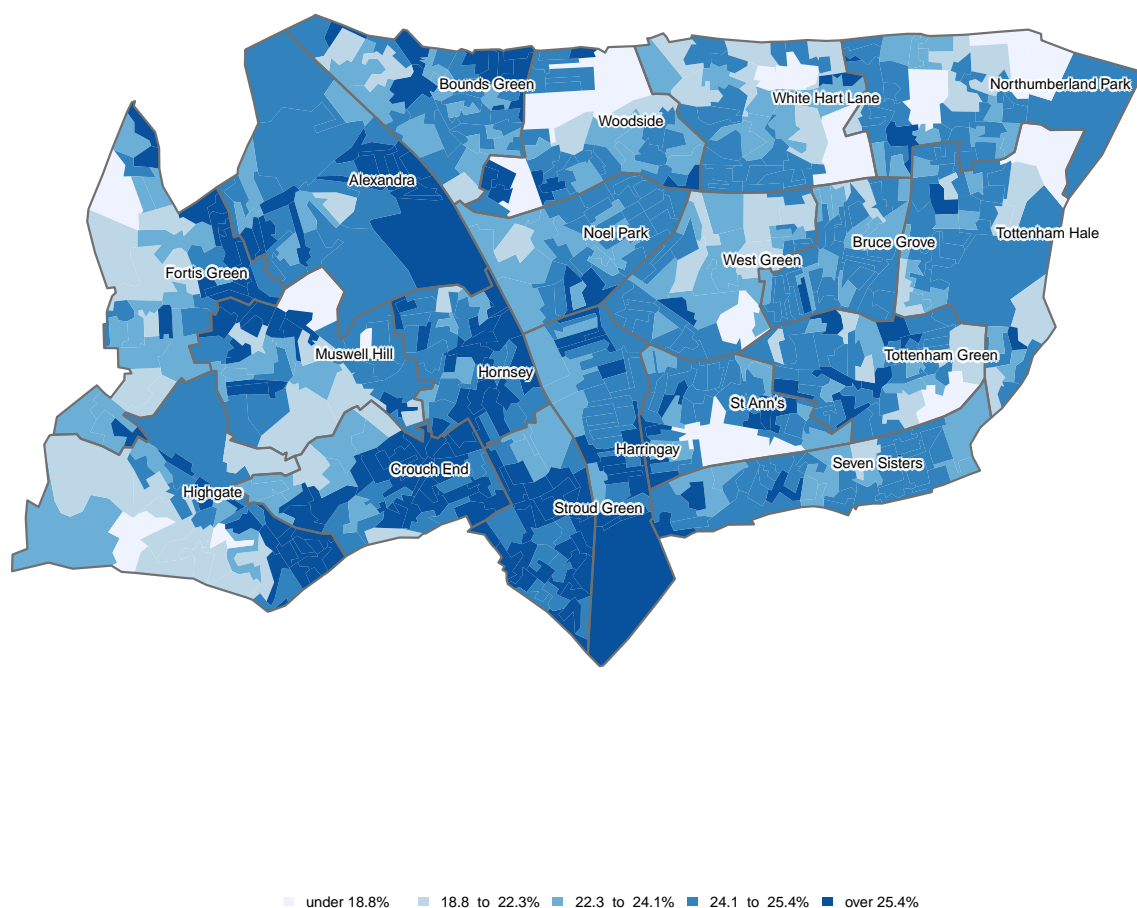 Bounds Green
Northumberland Park
White Hart Lane
Woodside
Alexandra
Noel Park
Tottenham Hale
Bruce Grove
West Green
Fortis Green
Muswell Hill
Tottenham Green
Hornsey
St Ann's
Harringay
Seven Sisters
Crouch End
Highgate
Stroud Green
under 18.8% 18.8 to 22.3% 22.3 to 24.1% 24.1 to 25.4% over 25.4%